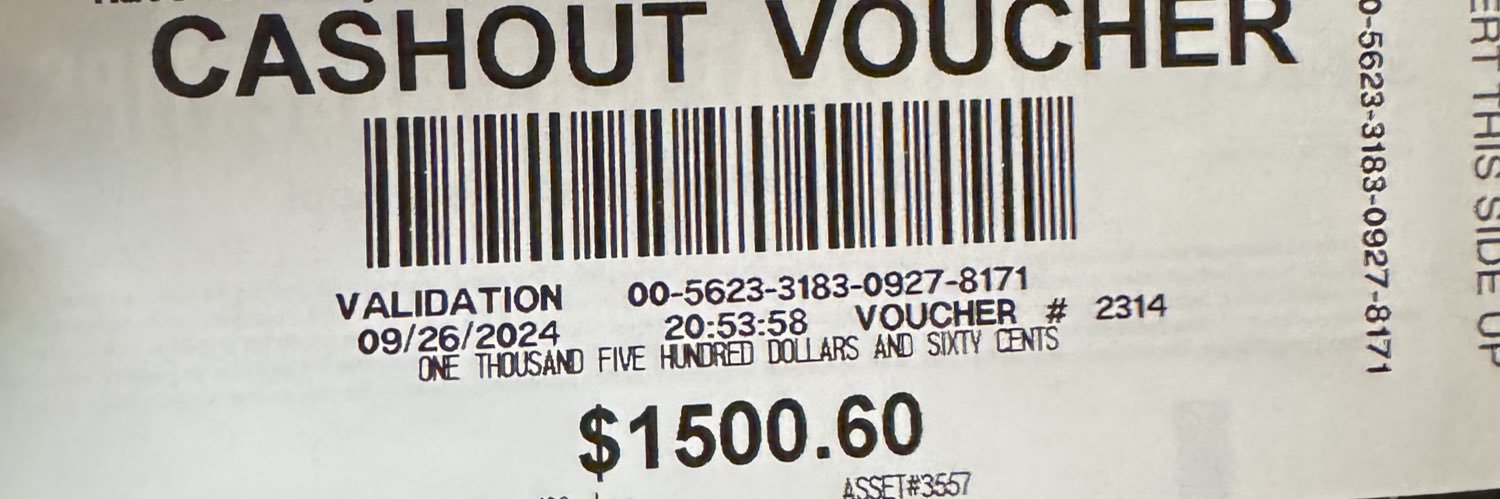 CASHOUT VOUCHER
VALIDATION 00-5623-3183-0927-8171
09/26/2024 20:53:58 VOUCHER # 2314
ONE THOUSAND FIVE HUNDRED DOLLARS AND SIXTY CENTS
$1500.60
ASSET#3557
0-5623-3183-0927-8171
ERT THIS SIDE UP